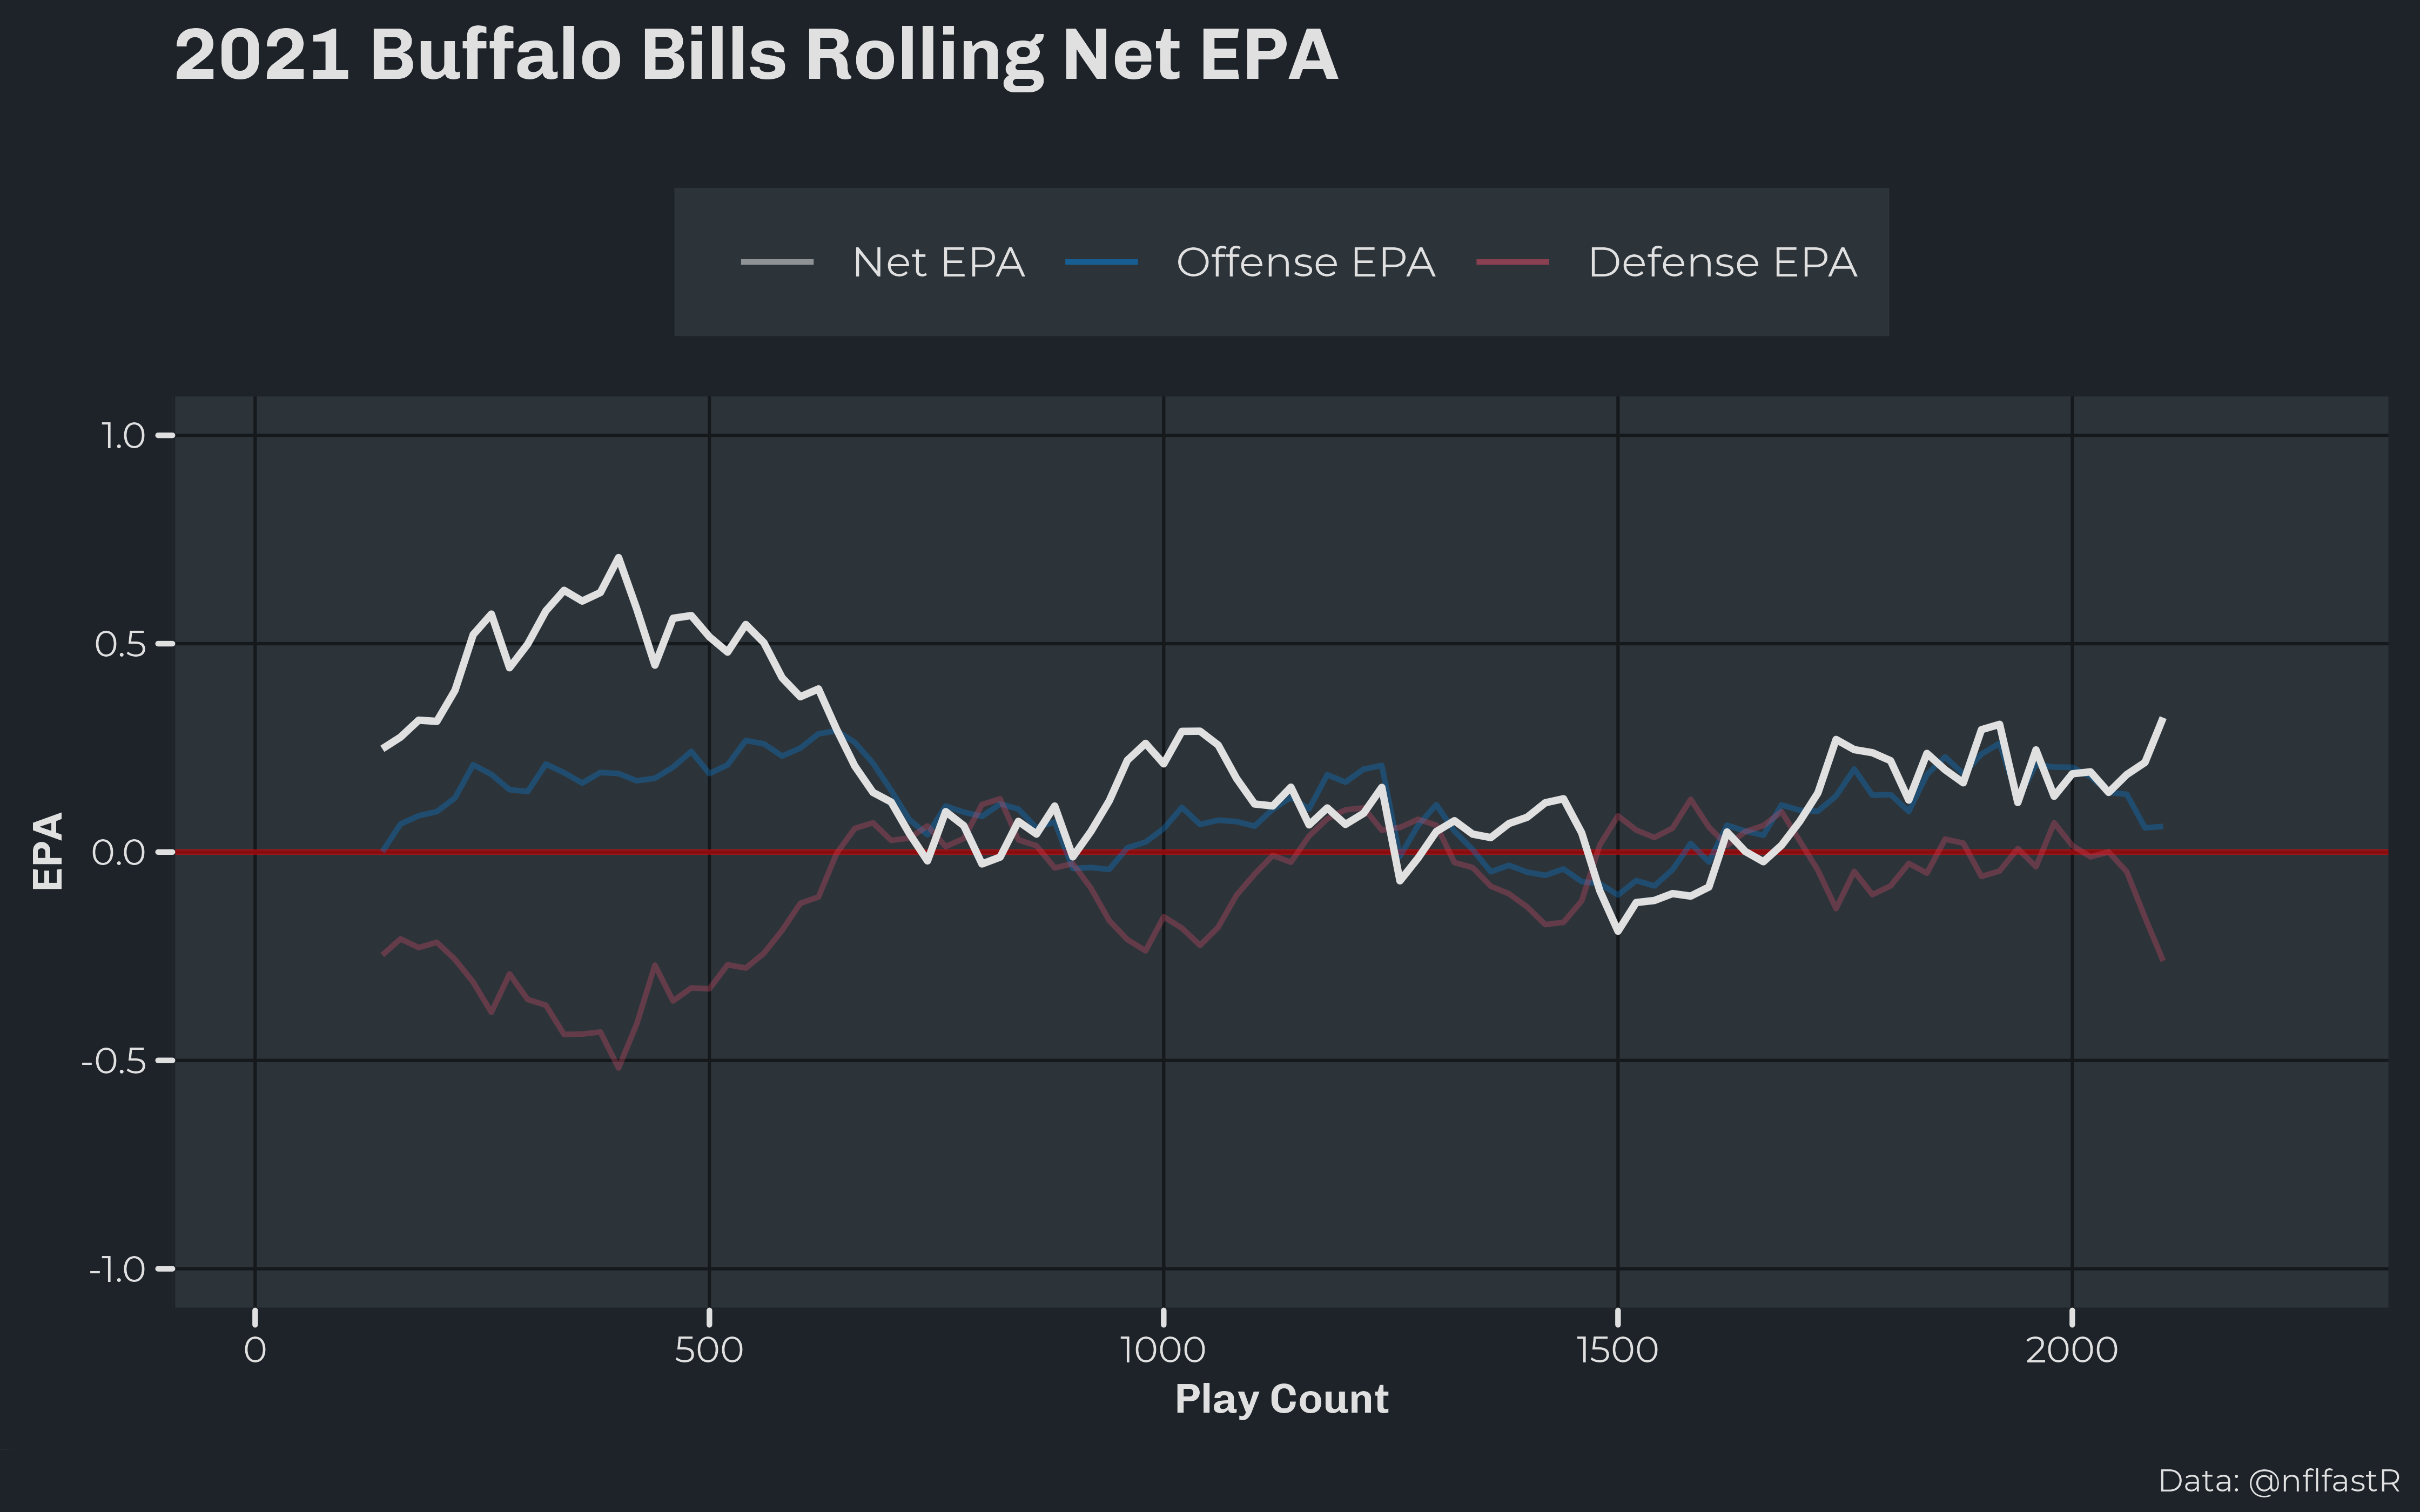 2021 Buffalo Bills Rolling Net EPA
Net EPA Offense EPA Defense EPA
1.0
0.5
0.0
-0.5
-1.0
EPA
0 500 1000 1500 2000
Play Count
Data: @nflfastR